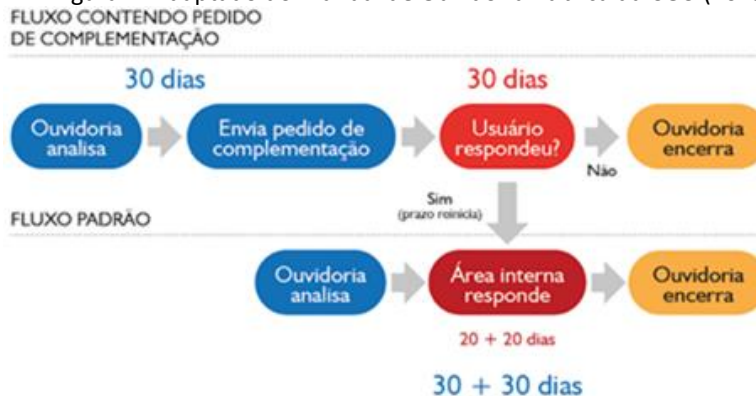 FLUXO CONTENDO PEDIDO
DE COMPLEMENTAÇÃO
30 dias
30 dias
Ouvidoria
analisa
Envia pedido de
complementação
Usuário
respondeu?
Ouvidoria
encerra
Não
Sim
(prazo reinicia)
FLUXO PADRÃO
Ouvidoria
analisa
Área interna
responde
Ouvidoria
encerra
20 + 20 dias
30 + 30 dias